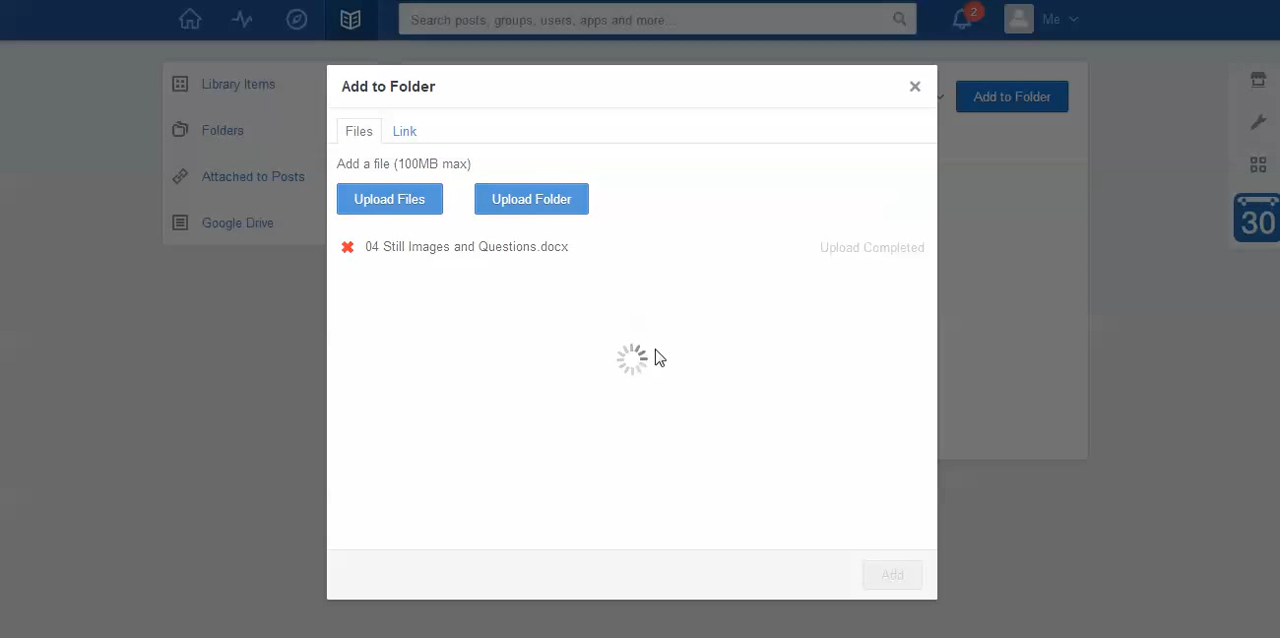 Search posts, groups, users, apps and more...
2
Me
Library Items
Folders
Attached to Posts
Google Drive
Add to Folder
Add to Folder
30
Files
Link
Add a file (100MB max)
Upload Files
Upload Folder
04 Still Images and Questions.docx
Upload Completed
Add